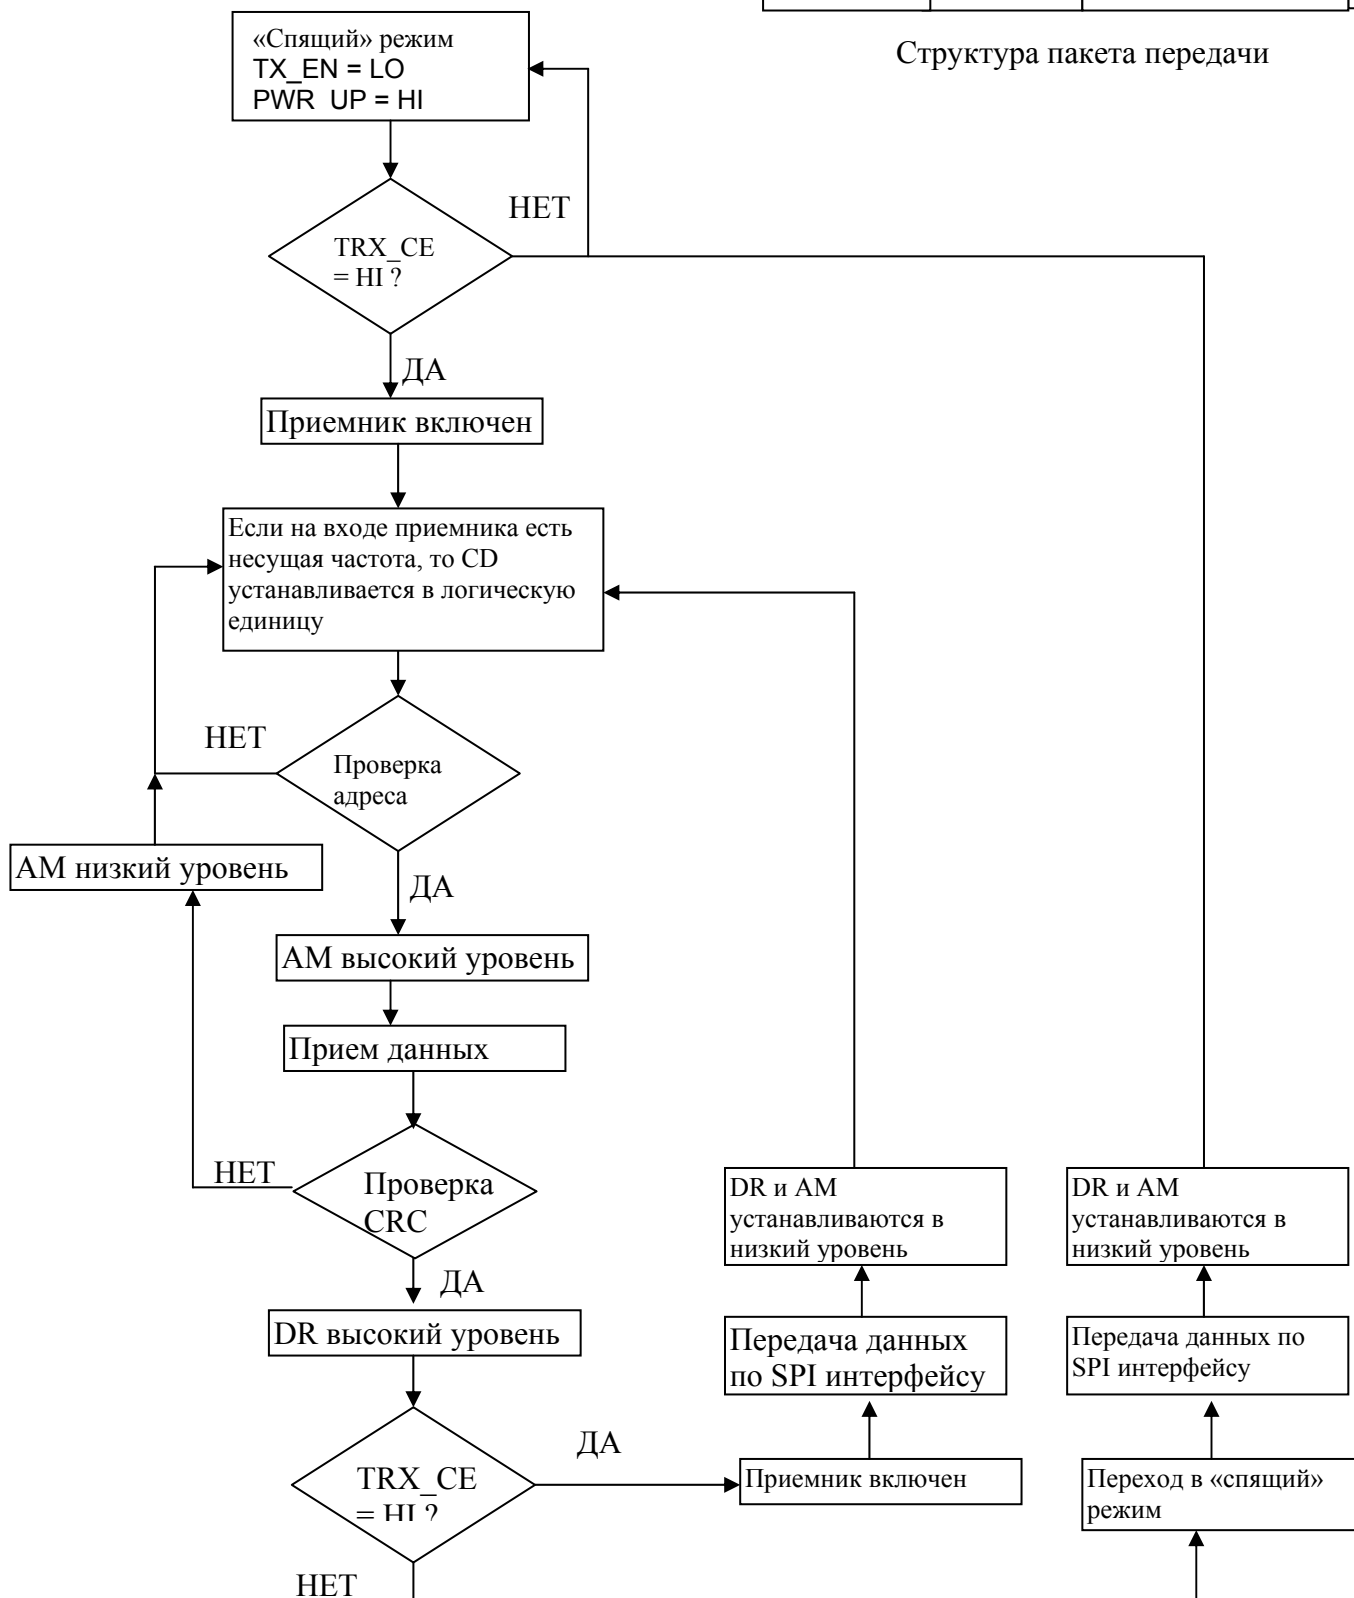 Структура пакета передачи
«Спящий» режим
TX_EN = LO
PWR_UP = HI
НЕТ
TRX_CE
= HI ?
ДА
Приемник включен
Если на входе приемника есть
несущая частота, то CD
устанавливается в логическую
единицу
НЕТ
Проверка
адреса
AM низкий уровень
ДА
AM высокий уровень
Прием данных
НЕТ
Проверка
CRC
DR и AM
устанавливаются в
низкий уровень
DR и AM
устанавливаются в
низкий уровень
ДА
DR высокий уровень
Передача данных
по SPI интерфейсу
Передача данных по
SPI интерфейсу
ДА
TRX_CE
= HI ?
Приемник включен
Переход в «спящий»
режим
НЕТ